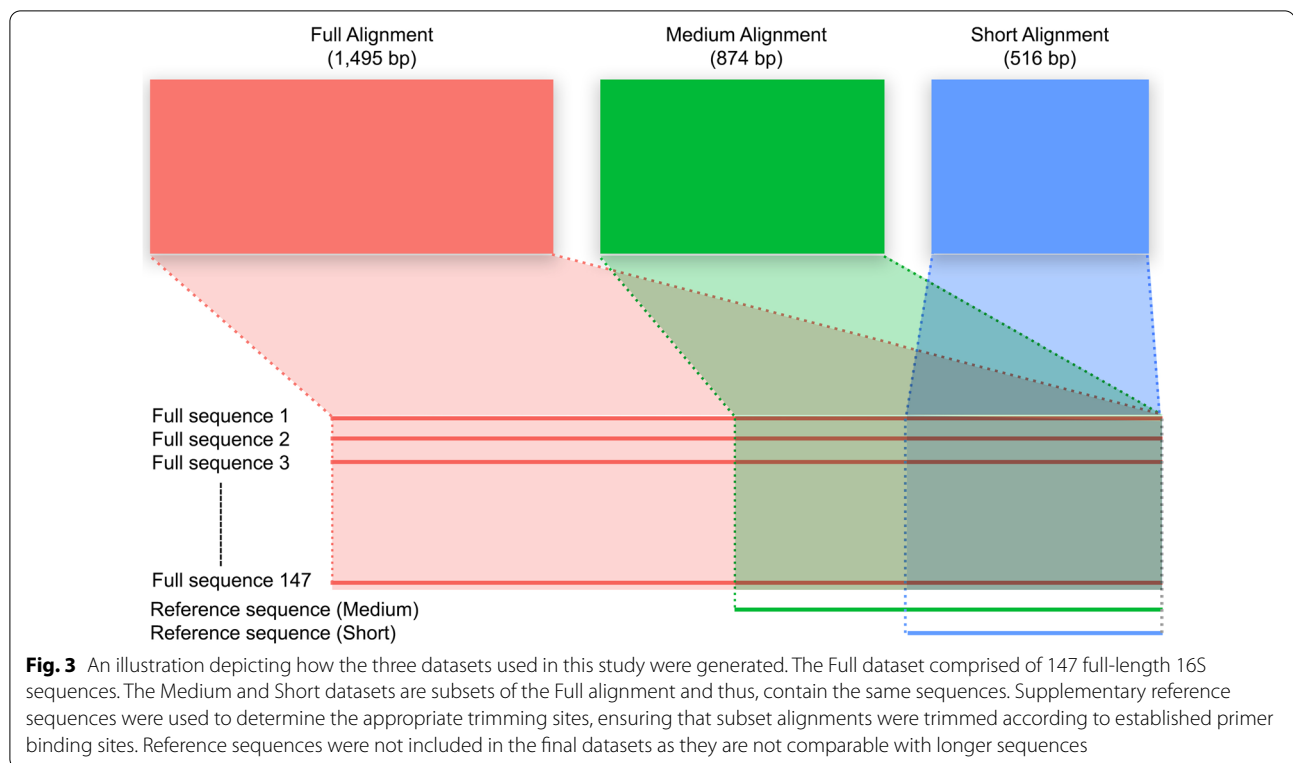 Full Alignment
(1,495 bp)
Medium Alignment
(874 bp)
Short Alignment
(516 bp)
Full sequence 1
Full sequence 2
Full sequence 3
Full sequence 147
Reference sequence (Medium)
Reference sequence (Short)
Fig. 3 An illustration depicting how the three datasets used in this study were generated. The Full dataset comprised of 147 full-length 16S
sequences. The Medium and Short datasets are subsets of the Full alignment and thus, contain the same sequences. Supplementary reference
sequences were used to determine the appropriate trimming sites, ensuring that subset alignments were trimmed according to established primer
binding sites. Reference sequences were not included in the final datasets as they are not comparable with longer sequences